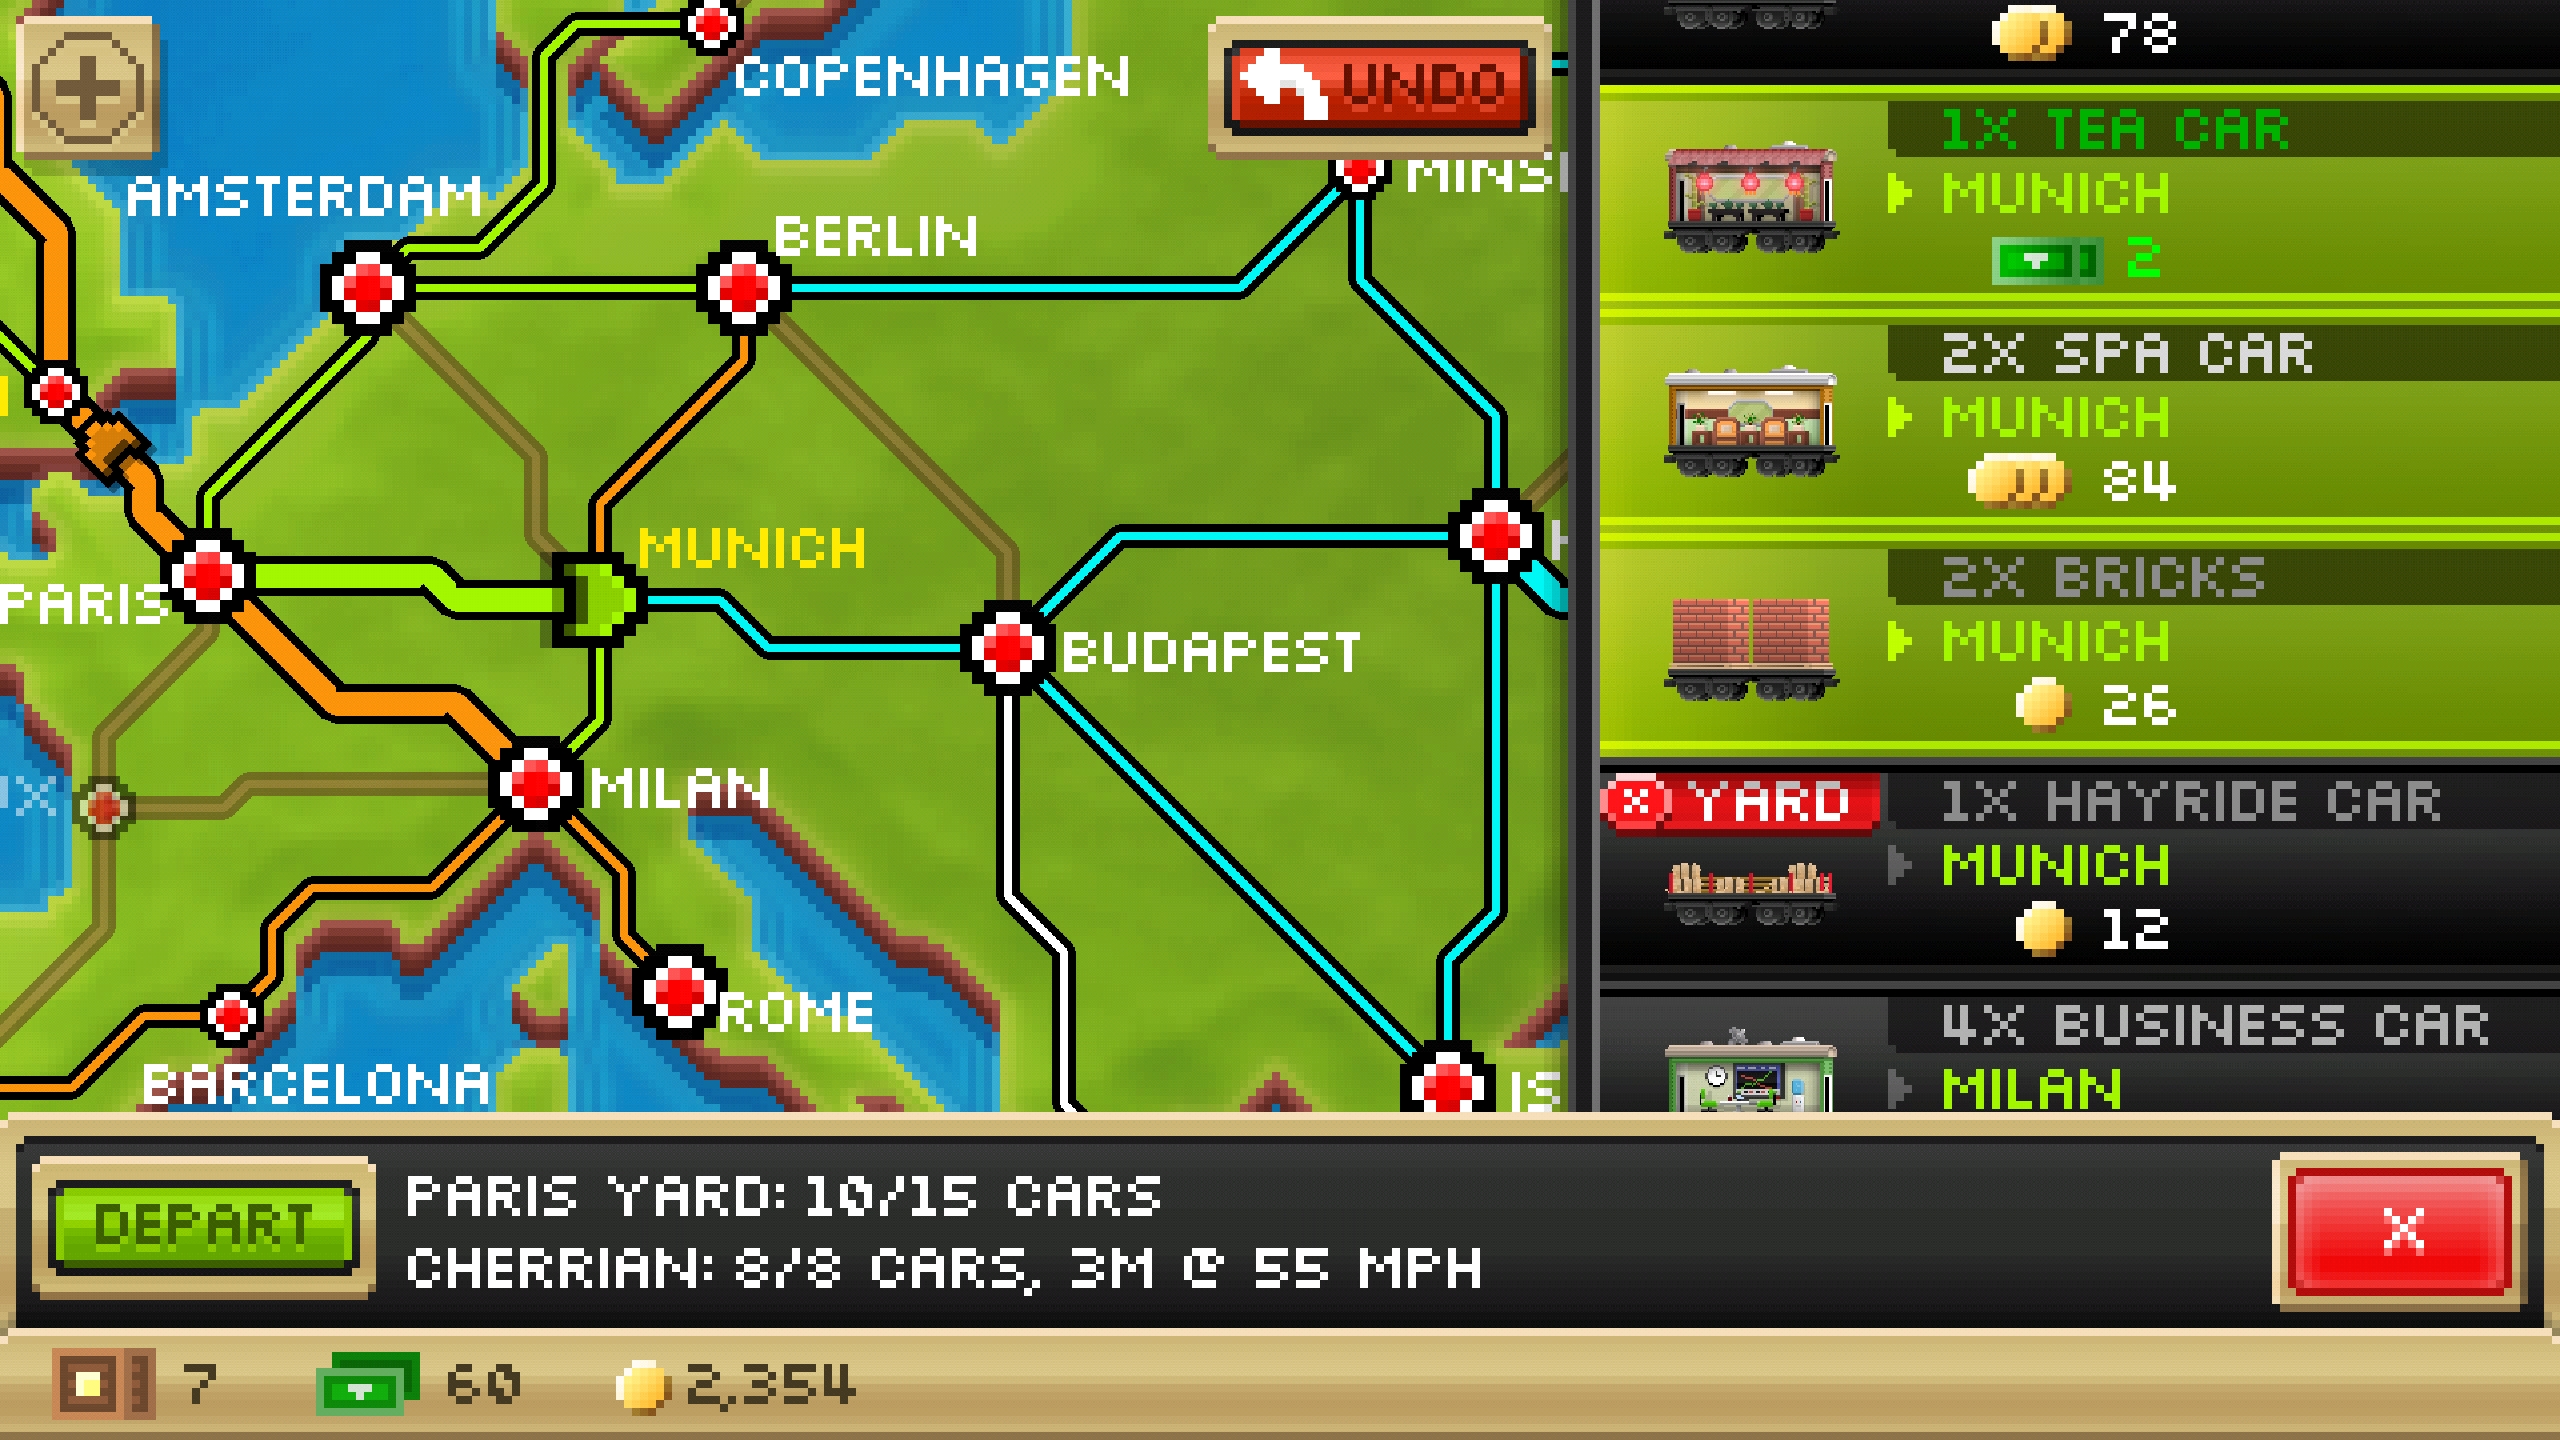 COPENHAGEN
UNDO
AMSTERDAM
BERLIN
MUNICH
PARIS
BUDAPEST
MILAN
ROME
BARCELONA
78
1X TEA CAR
MUNICH
2
2X SPA CAR
MUNICH
84
2X BRICKS
MUNICH
26
X YARD
1X HAYRIDE CAR
MUNICH
12
4X BUSINESS CAR
MILAN
DEPART
PARIS YARD: 10/15 CARS
CHERRIAN: 8/8 CARS, 3M @ 55 MPH
X
7
60
2,354